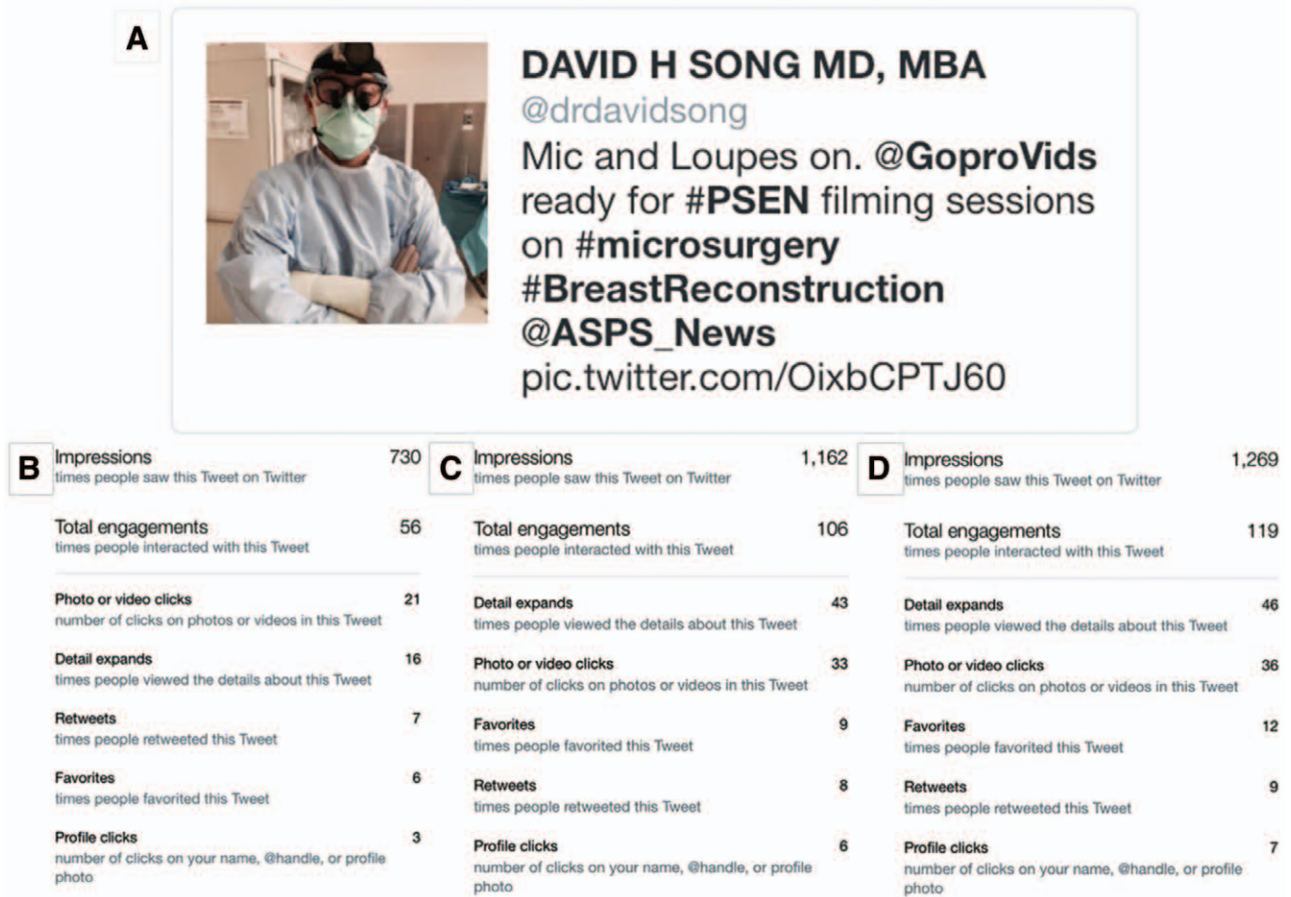 A
DAVID H SONG MD, MBA
@drdavidsong
Mic and Loupes on. @GoproVids
ready for #PSEN filming sessions
on #microsurgery
#BreastReconstruction
@ASPS_News
pic.twitter.com/OixbCPTJ60
B
Impressions 730
times people saw this Tweet on Twitter
Total engagements 56
times people interacted with this Tweet
Photo or video clicks 21
number of clicks on photos or videos in this Tweet
Detail expands 16
times people viewed the details about this Tweet
Retweets 7
times people retweeted this Tweet
Favorites 6
times people favorited this Tweet
Profile clicks 3
number of clicks on your name, @handle, or profile
photo
C
Impressions 1,162
times people saw this Tweet on Twitter
Total engagements 106
times people interacted with this Tweet
Detail expands 43
times people viewed the details about this Tweet
Photo or video clicks 33
number of clicks on photos or videos in this Tweet
Favorites 9
times people favorited this Tweet
Retweets 8
times people retweeted this Tweet
Profile clicks 6
number of clicks on your name, @handle, or profile
photo
D
Impressions 1,269
times people saw this Tweet on Twitter
Total engagements 119
times people interacted with this Tweet
Detail expands 46
times people viewed the details about this Tweet
Photo or video clicks 36
number of clicks on photos or videos in this Tweet
Favorites 12
times people favorited this Tweet
Retweets 9
times people retweeted this Tweet
Profile clicks 7
number of clicks on your name, @handle, or profile
photo